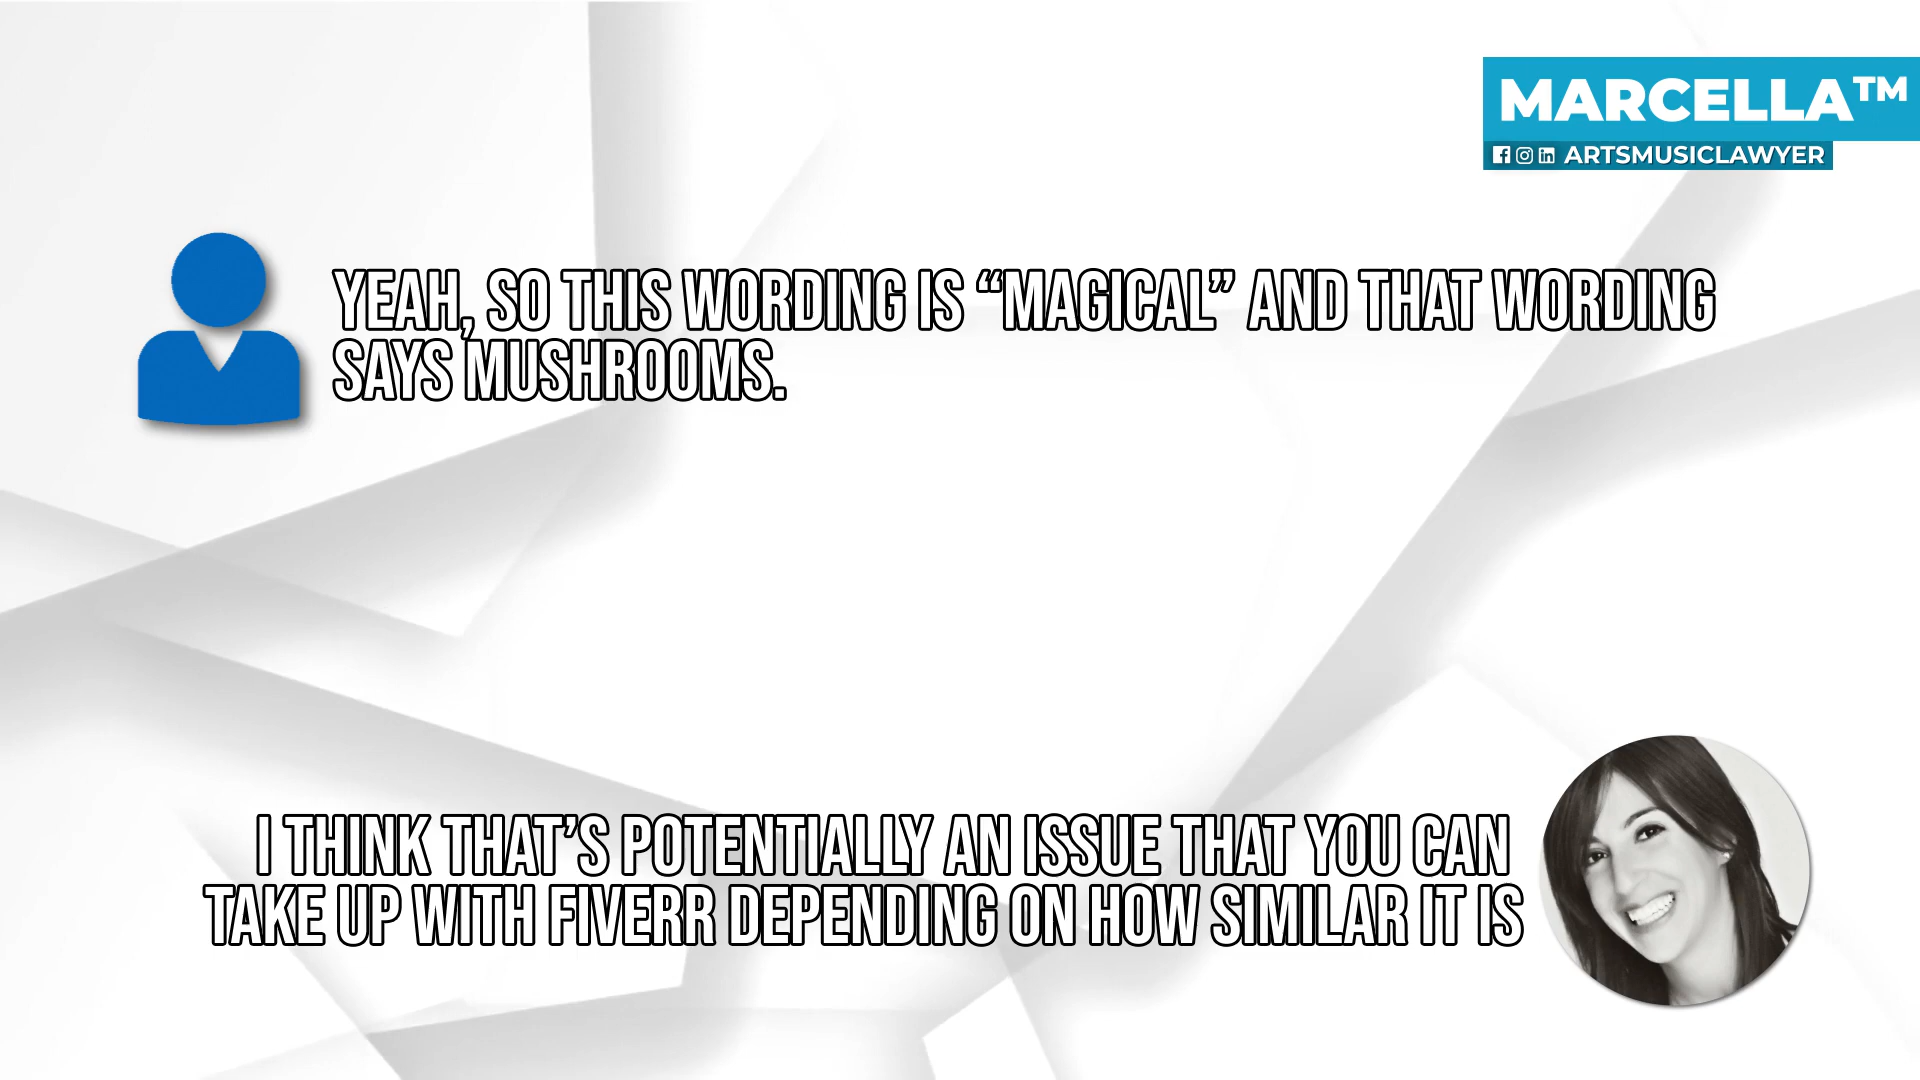 MARCELLA™
ARTSMUSICLAWYER
YEAH, SO THIS WORDING IS “MAGICAL” AND THAT WORDING
SAYS MUSHROOMS.
I THINK THAT’S POTENTIALLY AN ISSUE THAT YOU CAN
TAKE UP WITH FIVERR DEPENDING ON HOW SIMILAR IT IS